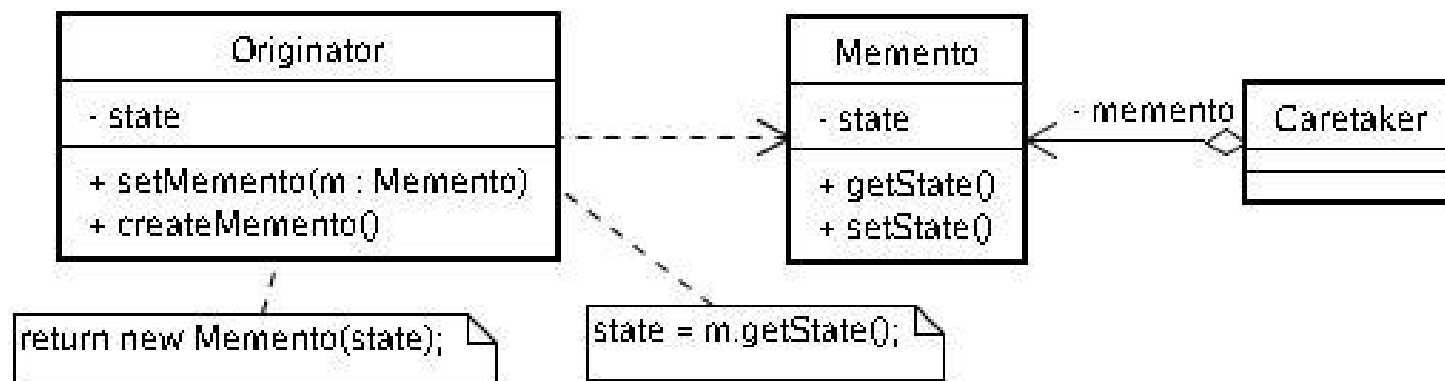 Originator
- state
+ setMemento(m : Memento)
+ createMemento()
return new Memento(state);
state = m.getState();
Memento
- state
+ getState()
+ setState()
- memento
Caretaker